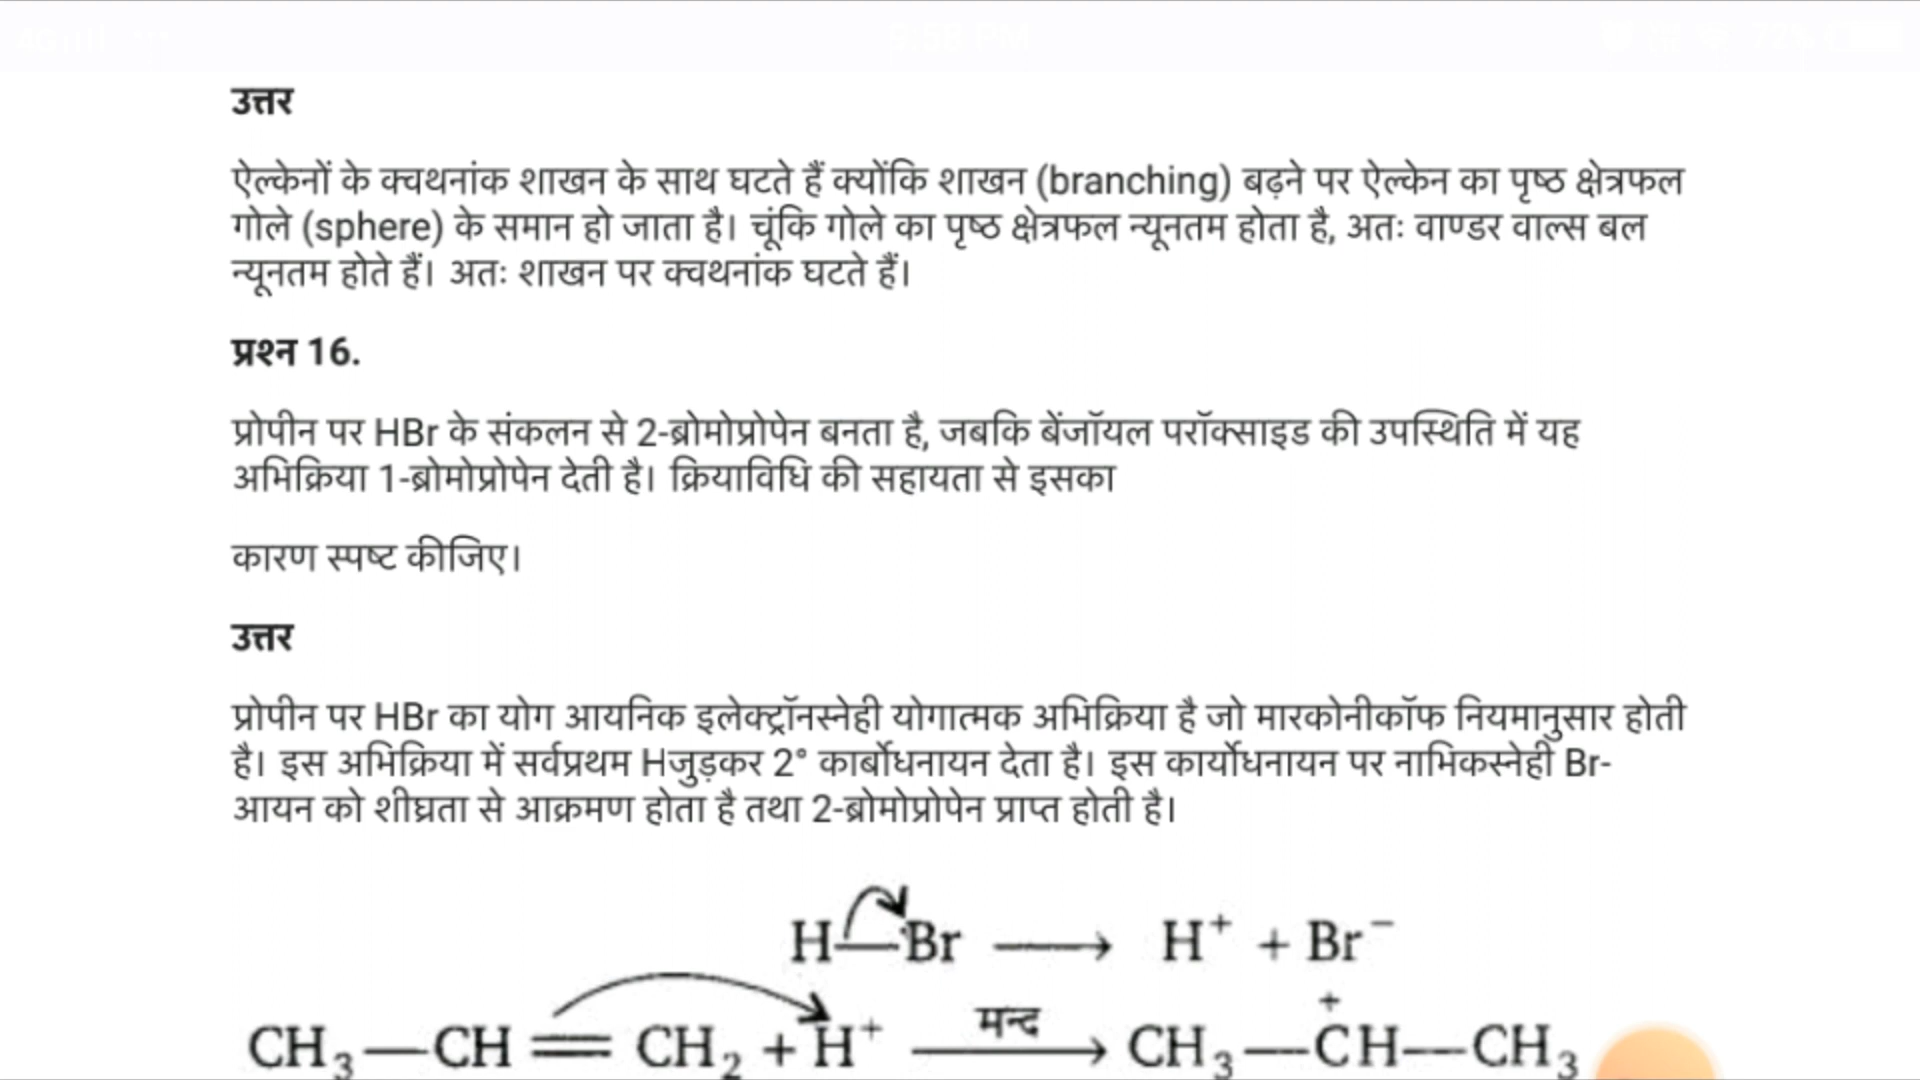 उत्तर
ऐल्केनों के क्वथनांक शाखन के साथ घटते हैं क्योंकि शाखन (branching) बढ़ने पर ऐल्केन का पृष्ठ क्षेत्रफल
गोले (sphere) के समान हो जाता है। चूंकि गोले का पृष्ठ क्षेत्रफल न्यूनतम होता है, अतः वाण्डर वाल्स बल
न्यूनतम होते हैं। अतः शाखन पर क्वथनांक घटते हैं।
प्रश्न 16.
प्रोपीन पर HBr के संकलन से 2-ब्रोमोप्रोपेन बनता है, जबकि बेंजॉयल परॉक्साइड की उपस्थिति में यह
अभिक्रिया 1-ब्रोमोप्रोपेन देती है। क्रियाविधि की सहायता से इसका
कारण स्पष्ट कीजिए।
उत्तर
प्रोपीन पर HBr का योग आयनिक इलेक्ट्रॉनस्नेही योगात्मक अभिक्रिया है जो मारकोनीकॉफ नियमानुसार होती
है। इस अभिक्रिया में सर्वप्रथम Hजुड़कर 2° कार्बोधनायन देता है। इस कार्योधनायन पर नाभिकस्नेही Br-
आयन को शीघ्रता से आक्रमण होता है तथा 2-ब्रोमोप्रोपेन प्राप्त होती है।
H—Br ⟶ H⁺ + Br⁻
CH₃—CH=CH₂ + H⁺ मन्द ⟶ CH₃—C⁺H—CH₃